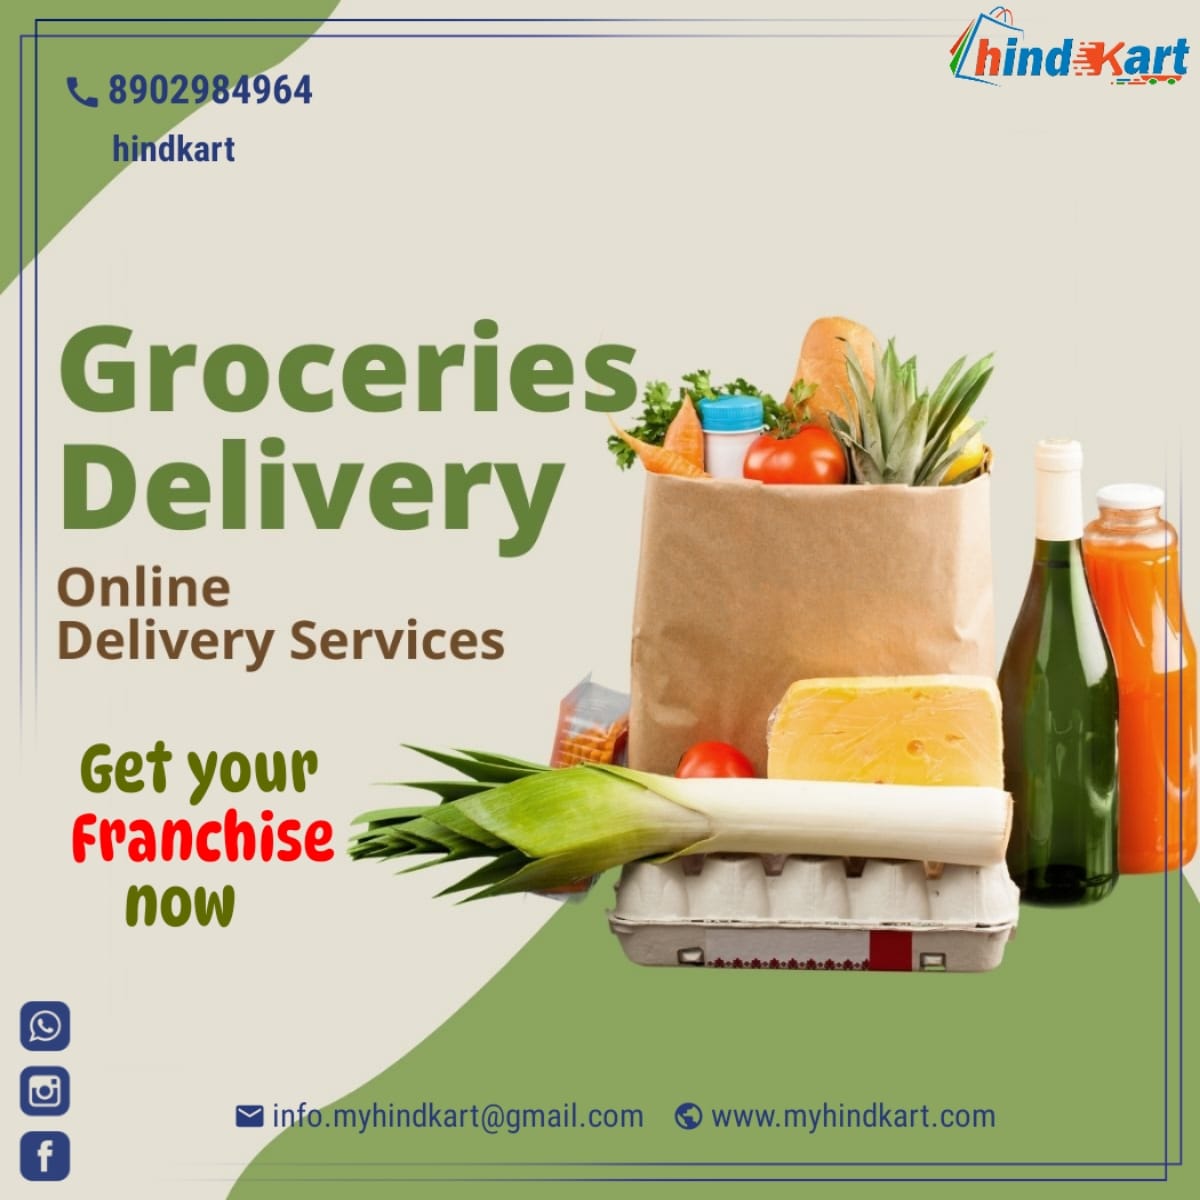 hindkart
8902984964
hindkart
Groceries
Delivery
Online
Delivery Services
Get your
Franchise
now
info.myhindkart@gmail.com
www.myhindkart.com